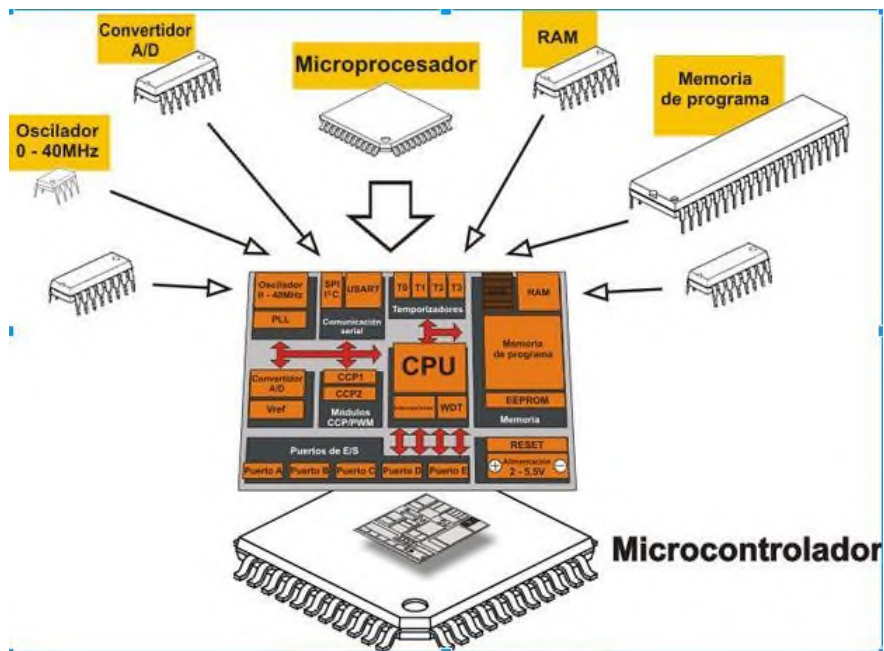 Convertidor
A/D
Microprocesador
RAM
Memoria
de programa
Oscilador
0 - 40MHz
Oscilador
0 - 40MHz
PLL
SPI
I²C
USART
Comunicación
serial
T0 T1 T2 T3
Temporizadores
RAM
Memoria
de programa
EEPROM
Memoria
CPU
WDT
Convertidor
A/D
Vref
CCP1
CCP2
Módulos
CCP/PWM
Puertos de E/S
Puerto A Puerto B Puerto C Puerto D Puerto E
RESET
Alimentación
2 - 5.5V
Microcontrolador